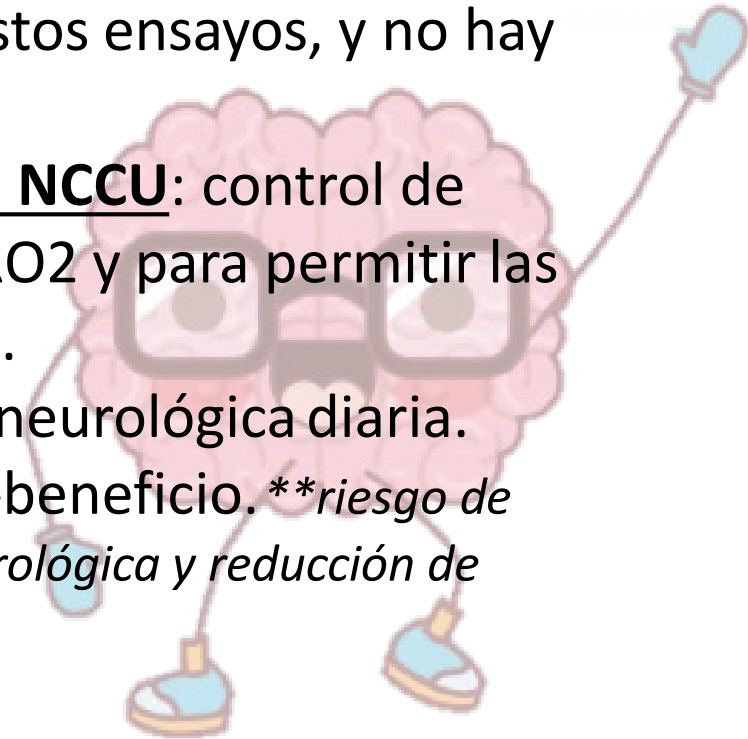 stos ensayos, y no hay
NCCU: control de
O2 y para permitir las
.
neurológica diaria.
beneficio.**riesgo de
rológica y reducción de